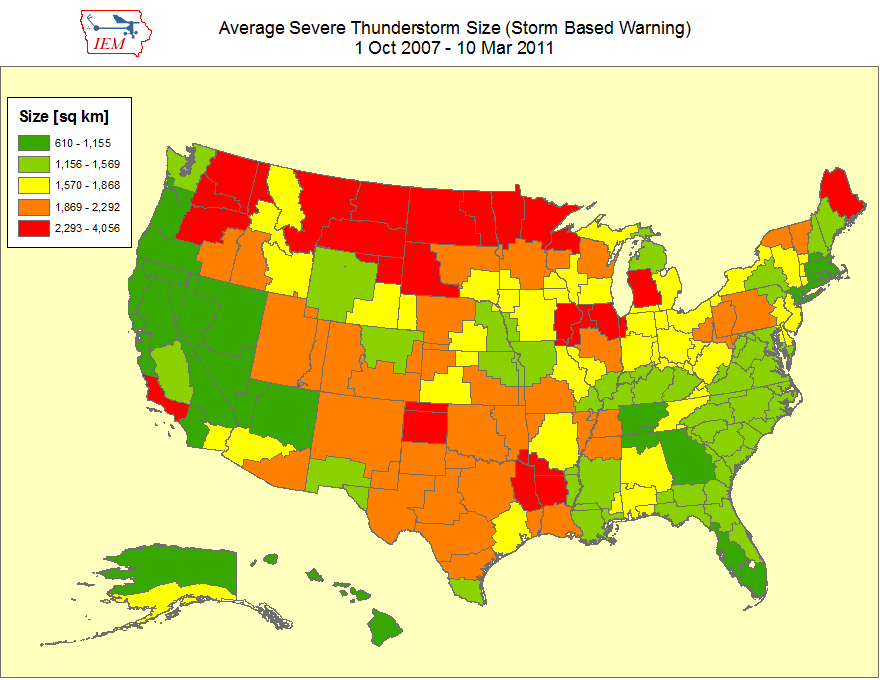 IEM
Average Severe Thunderstorm Size (Storm Based Warning)
1 Oct 2007 - 10 Mar 2011
Size [sq km]
610 - 1,155
1,156 - 1,569
1,570 - 1,868
1,869 - 2,292
2,293 - 4,056